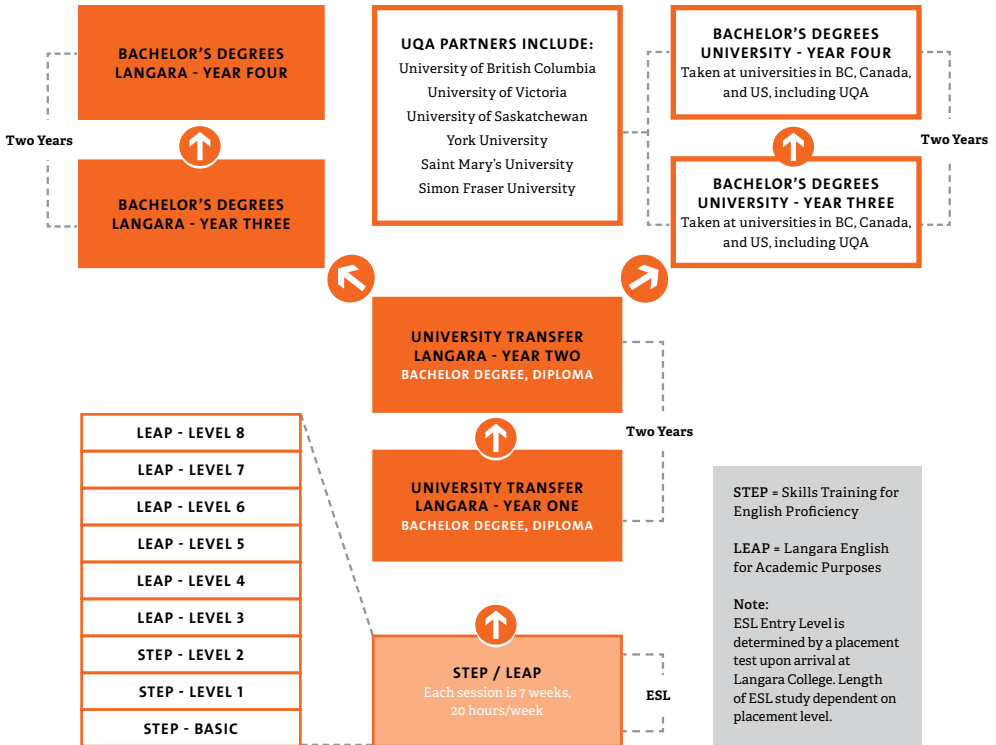 BACHELOR'S DEGREES
LANGARA - YEAR FOUR
Two Years
BACHELOR'S DEGREES
LANGARA - YEAR THREE
UQA PARTNERS INCLUDE:
University of British Columbia
University of Victoria
University of Saskatchewan
York University
Saint Mary's University
Simon Fraser University
BACHELOR'S DEGREES
UNIVERSITY - YEAR FOUR
Taken at universities in BC, Canada,
and US, including UQA
Two Years
BACHELOR'S DEGREES
UNIVERSITY - YEAR THREE
Taken at universities in BC, Canada,
and US, including UQA
UNIVERSITY TRANSFER
LANGARA - YEAR TWO
BACHELOR DEGREE, DIPLOMA
Two Years
UNIVERSITY TRANSFER
LANGARA - YEAR ONE
BACHELOR DEGREE, DIPLOMA
LEAP - LEVEL 8
LEAP - LEVEL 7
LEAP - LEVEL 6
LEAP - LEVEL 5
LEAP - LEVEL 4
LEAP - LEVEL 3
STEP - LEVEL 2
STEP - LEVEL 1
STEP - BASIC
STEP / LEAP
Each session is 7 weeks,
20 hours/week
ESL
STEP = Skills Training for
English Proficiency
LEAP = Langara English
for Academic Purposes
Note:
ESL Entry Level is
determined by a placement
test upon arrival at
Langara College. Length
of ESL study dependent on
placement level.